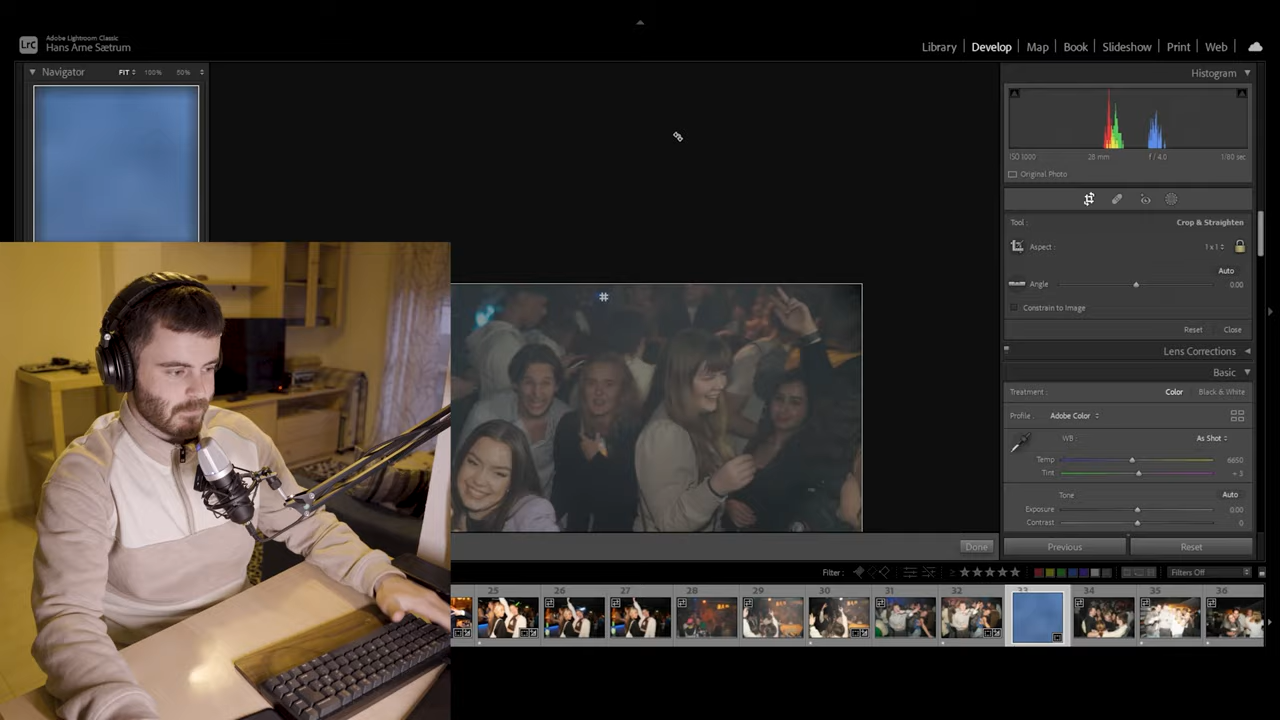 LrC
Adobe Lightroom Classic
Hans Arne Sætrum
Library | Develop | Map | Book | Slideshow | Print | Web
Navigator FIT 100% 50%
Histogram
ISO 1000 28 mm f / 4.0 1/80 sec
Original Photo
Tool : Crop & Straighten
Aspect : 1 x 1
Auto
Angle 0.00
Constrain to Image
Reset Close
Lens Corrections
Basic
Treatment : Color Black & White
Profile : Adobe Color
WB : As Shot
Temp 6650
Tint + 3
Tone Auto
Exposure 0.00
Contrast 0
Done Previous Reset
Filter : Filters Off
25 26 27 28 29 30 31 32 33 34 35 36